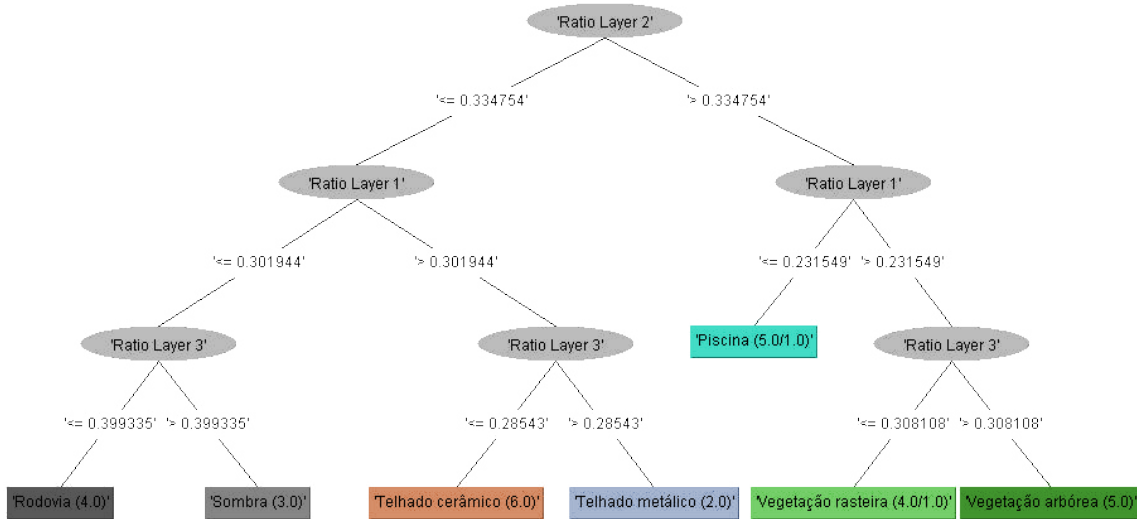 'Ratio Layer 2'
'<= 0.334754'
'> 0.334754'
'Ratio Layer 1'
'Ratio Layer 1'
'<= 0.301944'
'> 0.301944'
'<= 0.231549'
'> 0.231549'
'Ratio Layer 3'
'Ratio Layer 3'
'Piscina (5.0/1.0)'
'Ratio Layer 3'
'<= 0.399335'
'> 0.399335'
'<= 0.28543'
'> 0.28543'
'<= 0.308108'
'> 0.308108'
'Rodovia (4.0)'
'Sombra (3.0)'
'Telhado cerâmico (6.0)'
'Telhado metálico (2.0)'
'Vegetação rasteira (4.0/1.0)'
'Vegetação arbórea (5.0)'